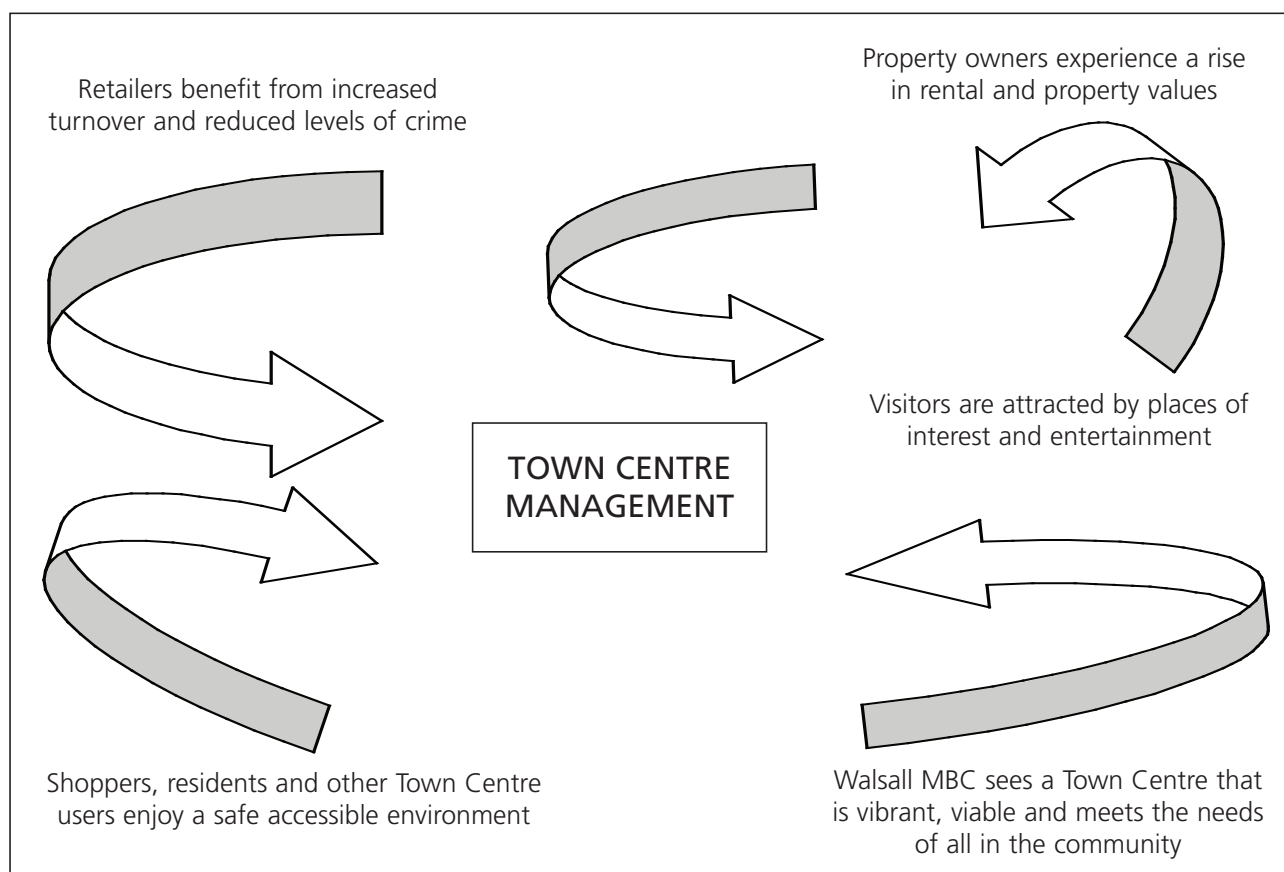 Retailers benefit from increased
turnover and reduced levels of crime
Property owners experience a rise
in rental and property values
Visitors are attracted by places of
interest and entertainment
TOWN CENTRE
MANAGEMENT
Shoppers, residents and other Town Centre
users enjoy a safe accessible environment
Walsall MBC sees a Town Centre that
is vibrant, viable and meets the needs
of all in the community